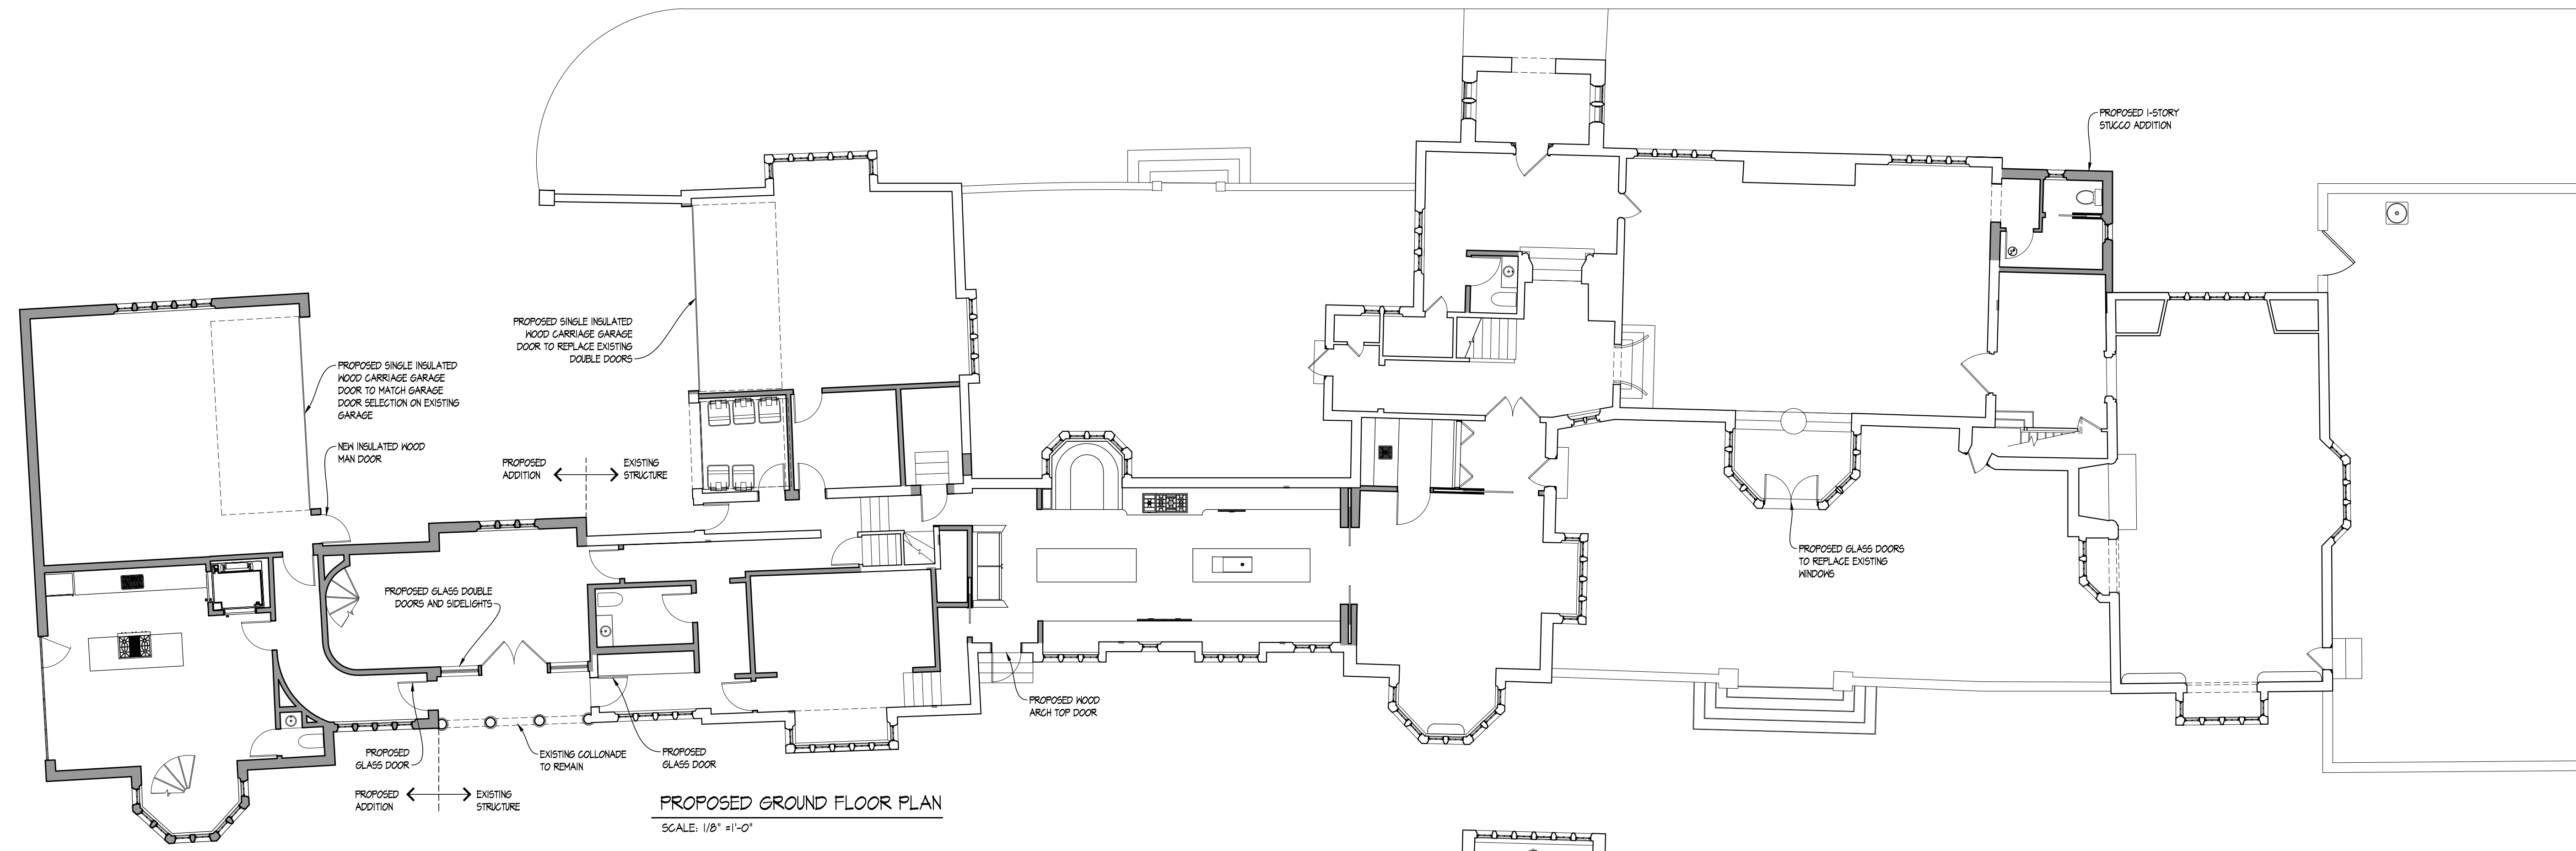 PROPOSED 1-STORY
STUCCO ADDITION
PROPOSED SINGLE INSULATED
WOOD CARRIAGE GARAGE
DOOR TO REPLACE EXISTING
DOUBLE DOORS
PROPOSED SINGLE INSULATED
WOOD CARRIAGE GARAGE
DOOR TO MATCH GARAGE
DOOR SELECTION ON EXISTING
GARAGE
NEW INSULATED WOOD
MAN DOOR
PROPOSED
ADDITION
EXISTING
STRUCTURE
PROPOSED GLASS DOORS
TO REPLACE EXISTING
WINDOWS
PROPOSED GLASS DOUBLE
DOORS AND SIDELIGHTS
PROPOSED WOOD
ARCH TOP DOOR
PROPOSED
GLASS DOOR
EXISTING COLLONADE
TO REMAIN
PROPOSED
GLASS DOOR
PROPOSED
ADDITION
EXISTING
STRUCTURE
PROPOSED GROUND FLOOR PLAN
SCALE: 1/8" =1'-0"